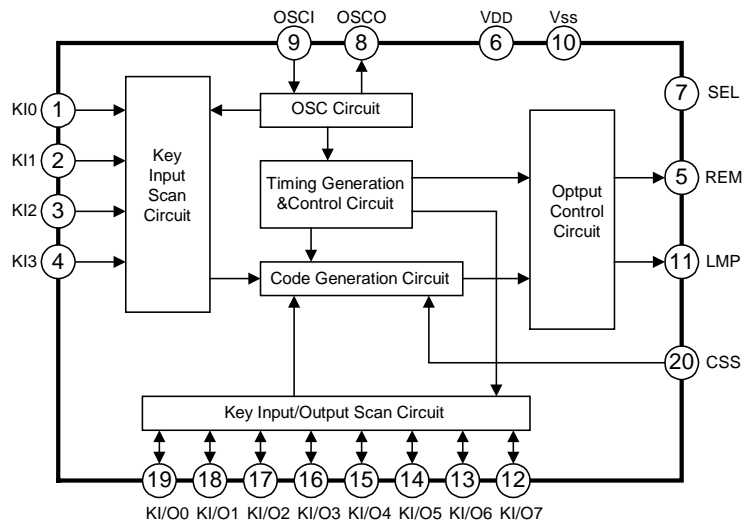 OSCI OSCO VDD Vss
9 8 6 10
7 SEL
OSC Circuit
KI0 1
KI1 2
KI2 3
KI3 4
Key
Input
Scan
Circuit
Timing Generation
&Control Circuit
Optput
Control
Circuit
5 REM
11 LMP
Code Generation Circuit
20 CSS
Key Input/Output Scan Circuit
19 18 17 16 15 14 13 12
KI/O0 KI/O1 KI/O2 KI/O3 KI/O4 KI/O5 KI/O6 KI/O7